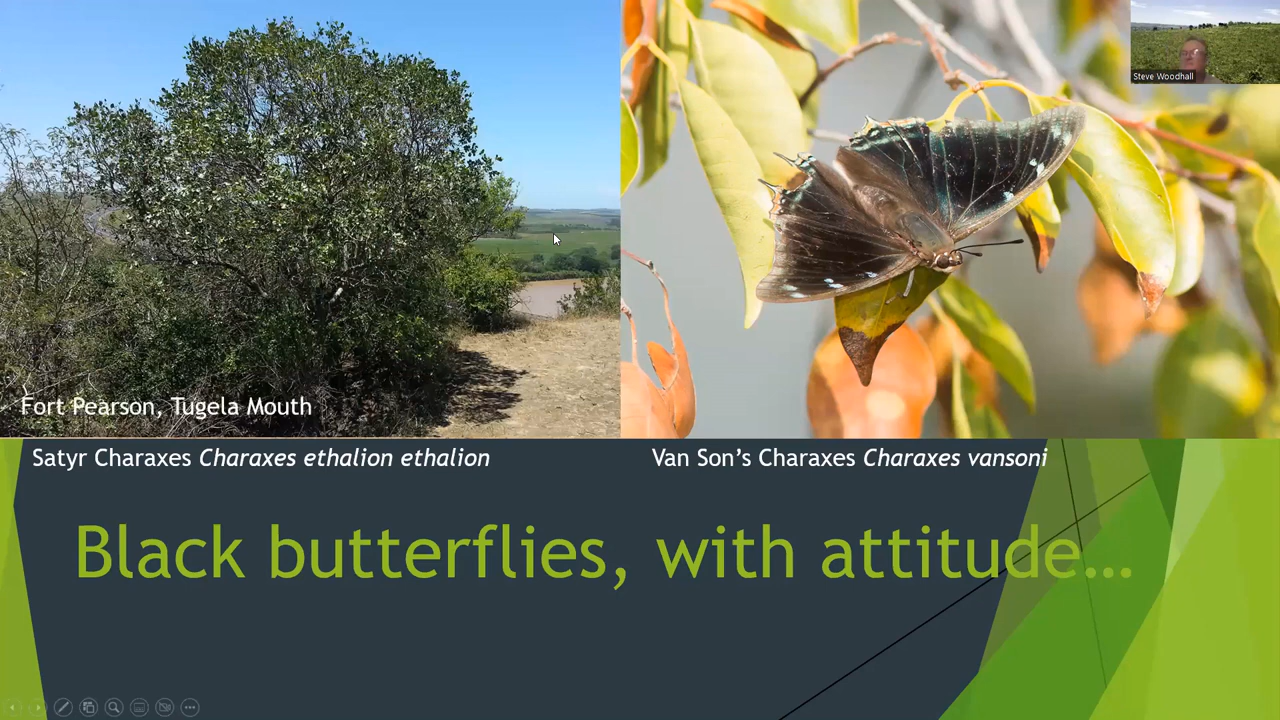 Steve Woodhall
Fort Pearson, Tugela Mouth
Satyr Charaxes Charaxes ethalion ethalion
Van Son’s Charaxes Charaxes vansoni
Black butterflies, with attitude…